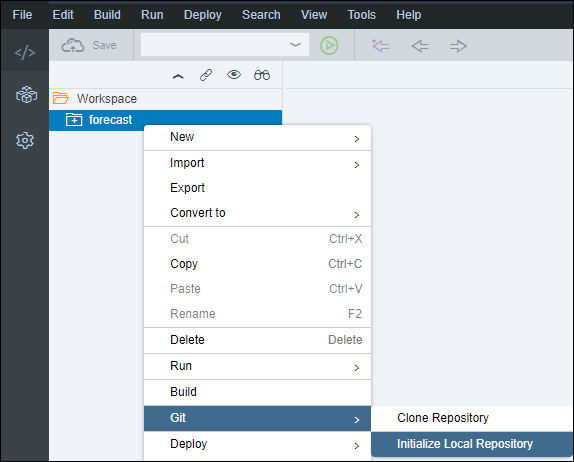 File Edit Build Run Deploy Search View Tools Help
Save
Workspace
forecast
New
Import
Export
Convert to
Cut Ctrl+X
Copy Ctrl+C
Paste Ctrl+V
Rename F2
Delete Delete
Run
Build
Git
Clone Repository
Initialize Local Repository
Deploy